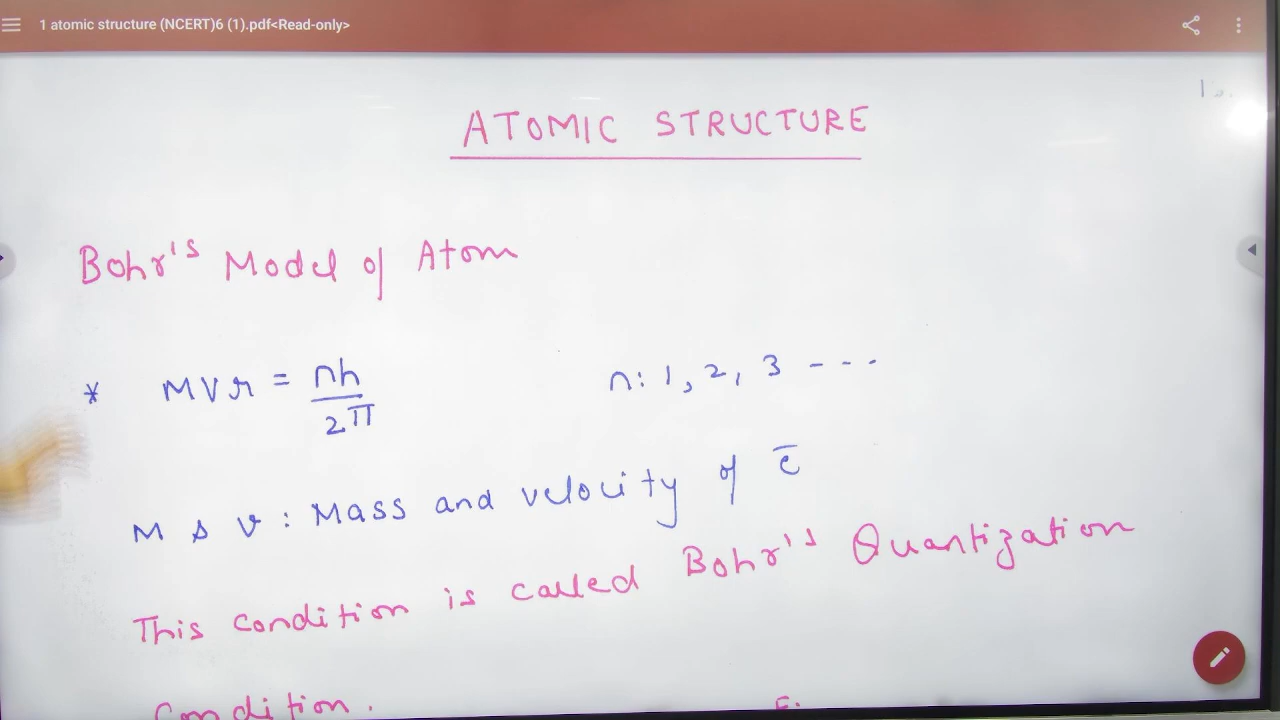 1 atomic structure (NCERT)6 (1).pdf<Read-only>
ATOMIC STRUCTURE
Bohr's Model of Atom
* MVr = nh/2π n: 1, 2, 3 ---
M & v : Mass and velocity of e̅
This condition is called Bohr's Quantization
Condition.